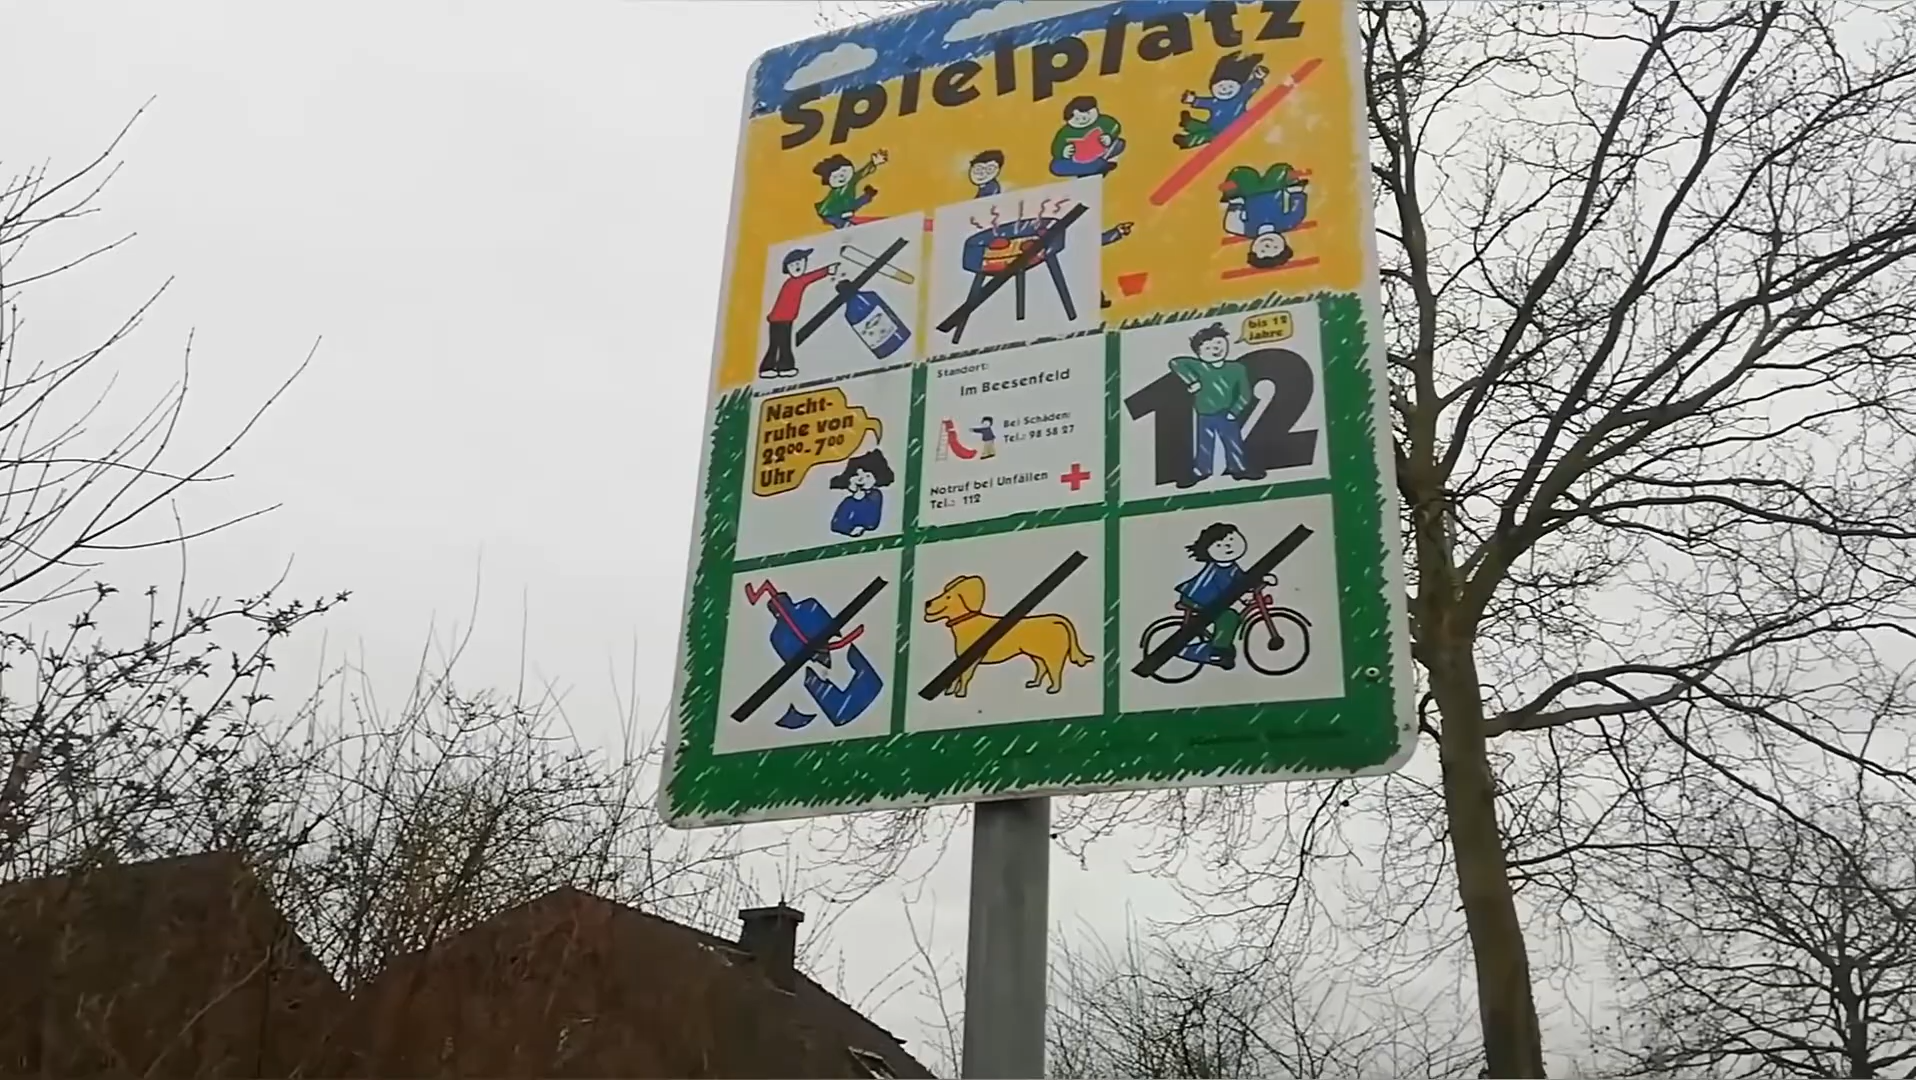 Spielplatz
bis 12
Jahre
12
Nacht-
ruhe von
22⁰⁰-7⁰⁰
Uhr
Standort:
Im Beesenfeld
Bei Schäden:
Tel.: 98 58 27
Notruf bei Unfällen
Tel.: 112